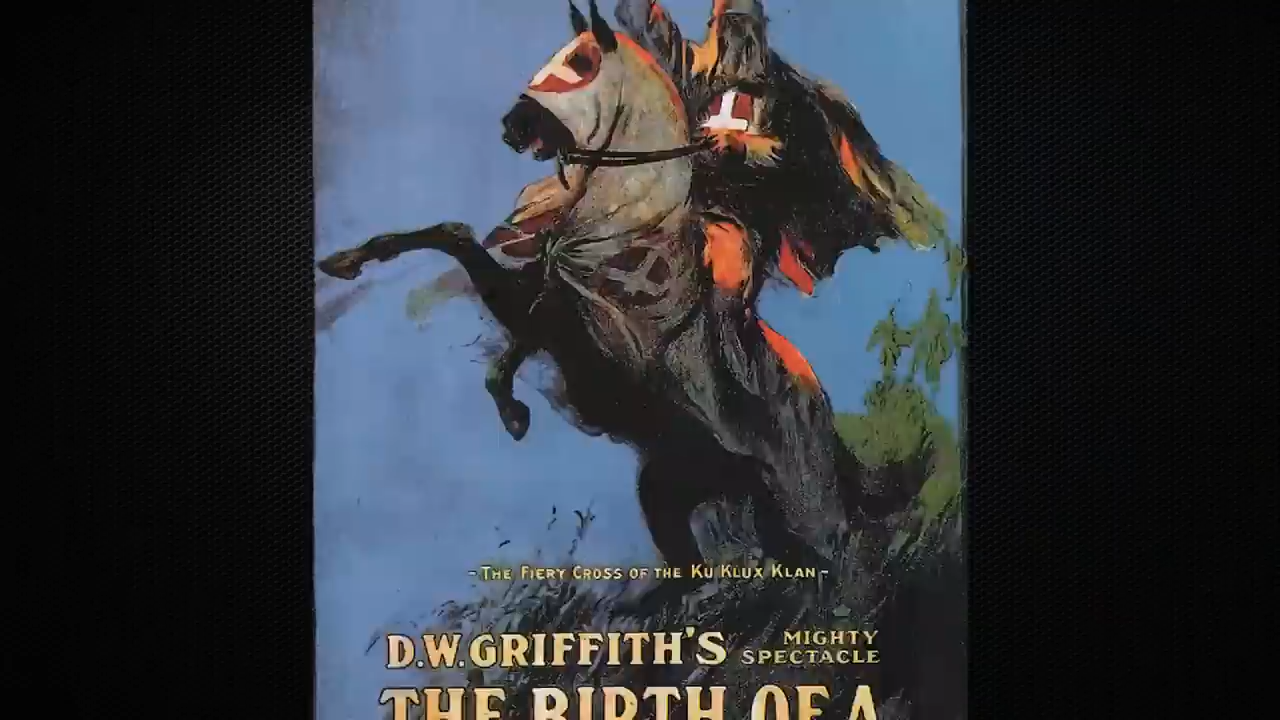 -THE FIERY CROSS OF THE KU KLUX KLAN-
D.W. GRIFFITH'S
MIGHTY
SPECTACLE
THE BIRTH OF A